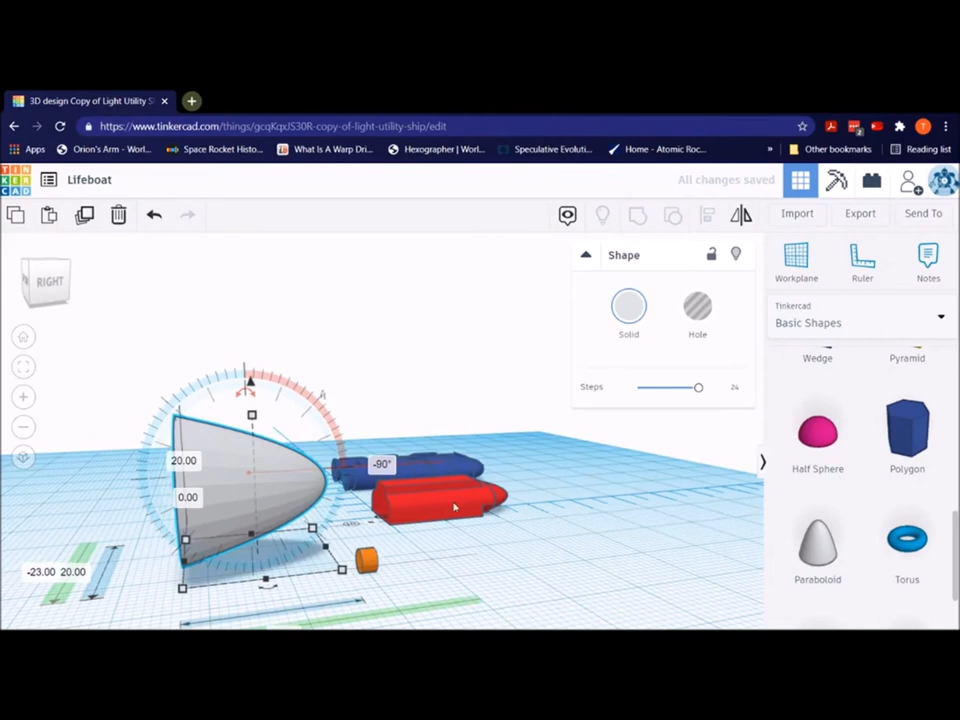 3D design Copy of Light Utility S
https://www.tinkercad.com/things/gcqKqxJS30R-copy-of-light-utility-ship/edit
Apps
Orion's Arm - Worl...
Space Rocket Histo...
What Is A Warp Dri...
Hexographer | Worl...
Speculative Evoluti...
Home - Atomic Roc...
»
Other bookmarks
Reading list
TIN
KER
CAD
Lifeboat
All changes saved
Import
Export
Send To
RIGHT
Shape
Solid
Hole
Steps
24
Workplane
Ruler
Notes
Tinkercad
Basic Shapes
Wedge
Pyramid
Half Sphere
Polygon
Paraboloid
Torus
20.00
-90°
0.00
-23.00 20.00